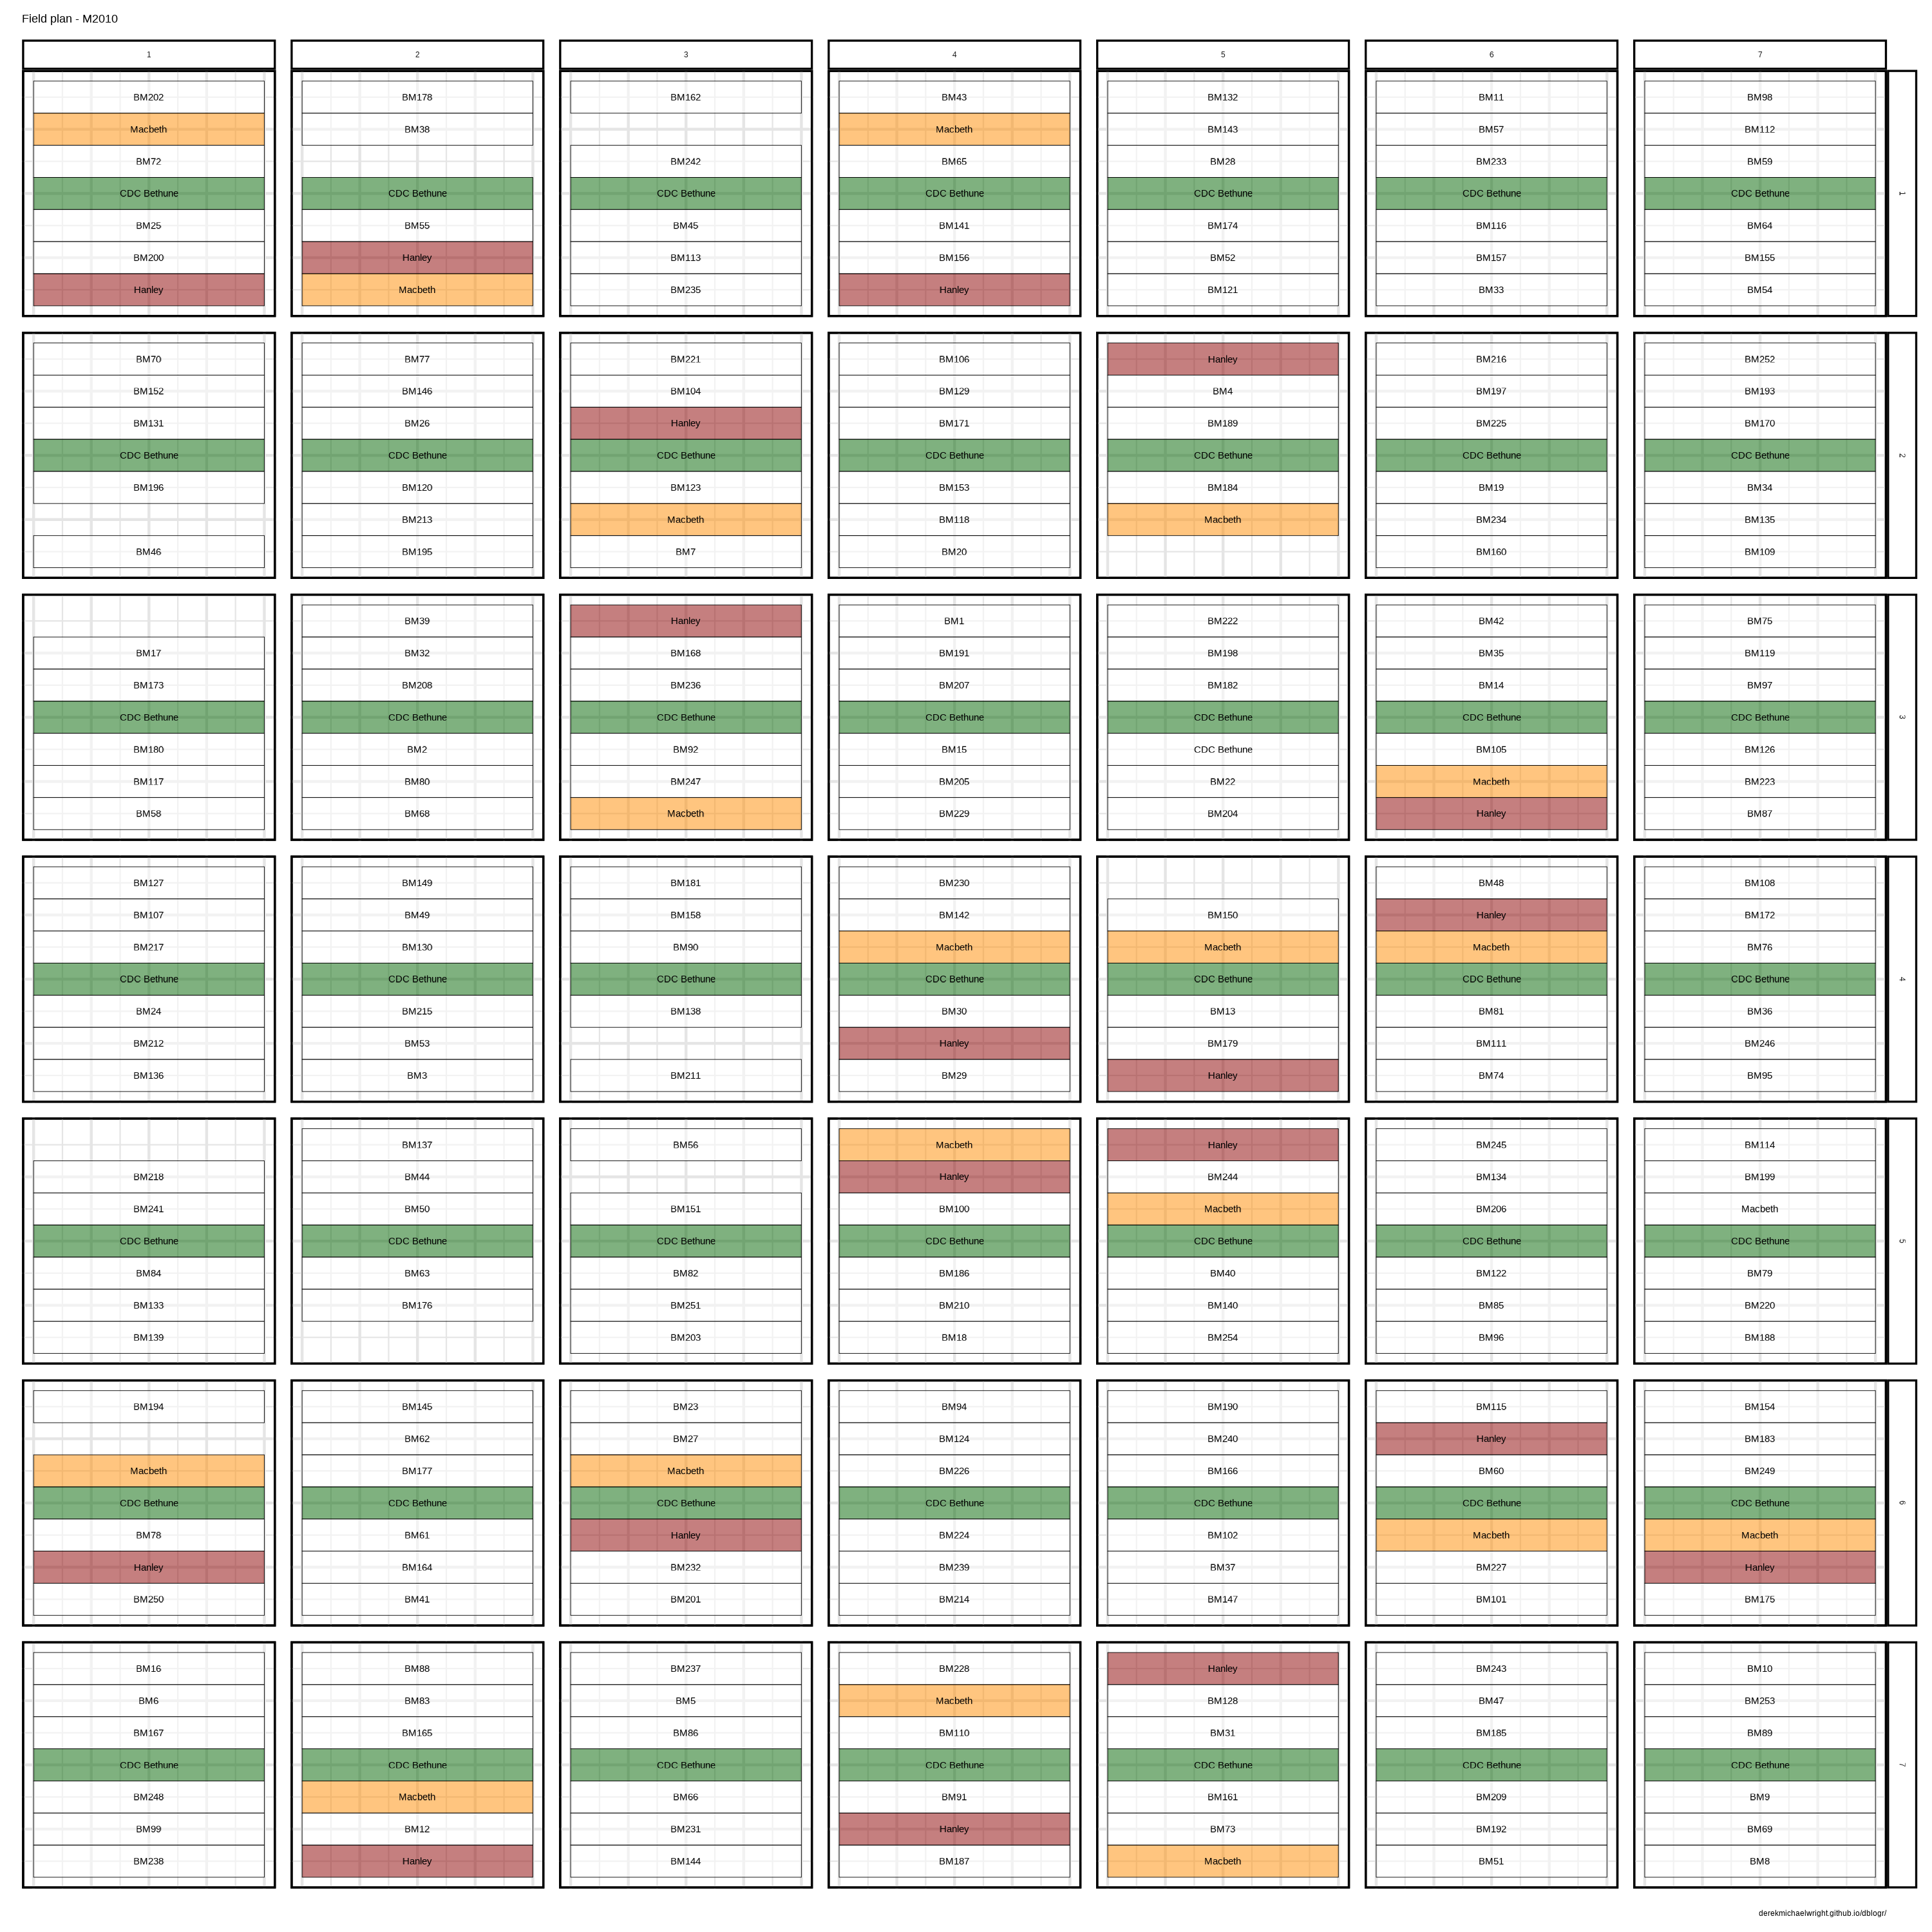 Field plan - M2010
1 2 3 4 5 6 7
BM202 BM178 BM162 BM43 BM132 BM11 BM98
Macbeth BM38 Macbeth BM143 BM57 BM112
BM72 BM242 BM65 BM28 BM233 BM59
CDC Bethune CDC Bethune CDC Bethune CDC Bethune CDC Bethune CDC Bethune CDC Bethune 1
BM25 BM55 BM45 BM141 BM174 BM116 BM64
BM200 Hanley BM113 BM156 BM52 BM157 BM155
Hanley Macbeth BM235 Hanley BM121 BM33 BM54
BM70 BM77 BM221 BM106 Hanley BM216 BM252
BM152 BM146 BM104 BM129 BM4 BM197 BM193
BM131 BM26 Hanley BM171 BM189 BM225 BM170
CDC Bethune CDC Bethune CDC Bethune CDC Bethune CDC Bethune CDC Bethune CDC Bethune 2
BM196 BM120 BM123 BM153 BM184 BM19 BM34
BM213 Macbeth BM118 Macbeth BM234 BM135
BM46 BM195 BM7 BM20 BM160 BM109
BM39 Hanley BM1 BM222 BM42 BM75
BM17 BM32 BM168 BM191 BM198 BM35 BM119
BM173 BM208 BM236 BM207 BM182 BM14 BM97
CDC Bethune CDC Bethune CDC Bethune CDC Bethune CDC Bethune CDC Bethune CDC Bethune 3
BM180 BM2 BM92 BM15 CDC Bethune BM105 BM126
BM117 BM80 BM247 BM205 BM22 Macbeth BM223
BM58 BM68 Macbeth BM229 BM204 Hanley BM87
BM127 BM149 BM181 BM230 BM48 BM108
BM107 BM49 BM158 BM142 BM150 Hanley BM172
BM217 BM130 BM90 Macbeth Macbeth Macbeth BM76
CDC Bethune CDC Bethune CDC Bethune CDC Bethune CDC Bethune CDC Bethune CDC Bethune 4
BM24 BM215 BM138 BM30 BM13 BM81 BM36
BM212 BM53 Hanley BM179 BM111 BM246
BM136 BM3 BM211 BM29 Hanley BM74 BM95
BM137 BM56 Macbeth Hanley BM245 BM114
BM218 BM44 Hanley BM244 BM134 BM199
BM241 BM50 BM151 BM100 Macbeth BM206 Macbeth
CDC Bethune CDC Bethune CDC Bethune CDC Bethune CDC Bethune CDC Bethune CDC Bethune 5
BM84 BM63 BM82 BM186 BM40 BM122 BM79
BM133 BM176 BM251 BM210 BM140 BM85 BM220
BM139 BM203 BM18 BM254 BM96 BM188
BM194 BM145 BM23 BM94 BM190 BM115 BM154
BM62 BM27 BM124 BM240 Hanley BM183
Macbeth BM177 Macbeth BM226 BM166 BM60 BM249
CDC Bethune CDC Bethune CDC Bethune CDC Bethune CDC Bethune CDC Bethune CDC Bethune 6
BM78 BM61 Hanley BM224 BM102 Macbeth Macbeth
Hanley BM164 BM232 BM239 BM37 BM227 Hanley
BM250 BM41 BM201 BM214 BM147 BM101 BM175
BM16 BM88 BM237 BM228 Hanley BM243 BM10
BM6 BM83 BM5 Macbeth BM128 BM47 BM253
BM167 BM165 BM86 BM110 BM31 BM185 BM89
CDC Bethune CDC Bethune CDC Bethune CDC Bethune CDC Bethune CDC Bethune CDC Bethune 7
BM248 Macbeth BM66 BM91 BM161 BM209 BM9
BM99 BM12 BM231 Hanley BM73 BM192 BM69
BM238 Hanley BM144 BM187 Macbeth BM51 BM8
derekmichaelwright.github.io/dblogr/